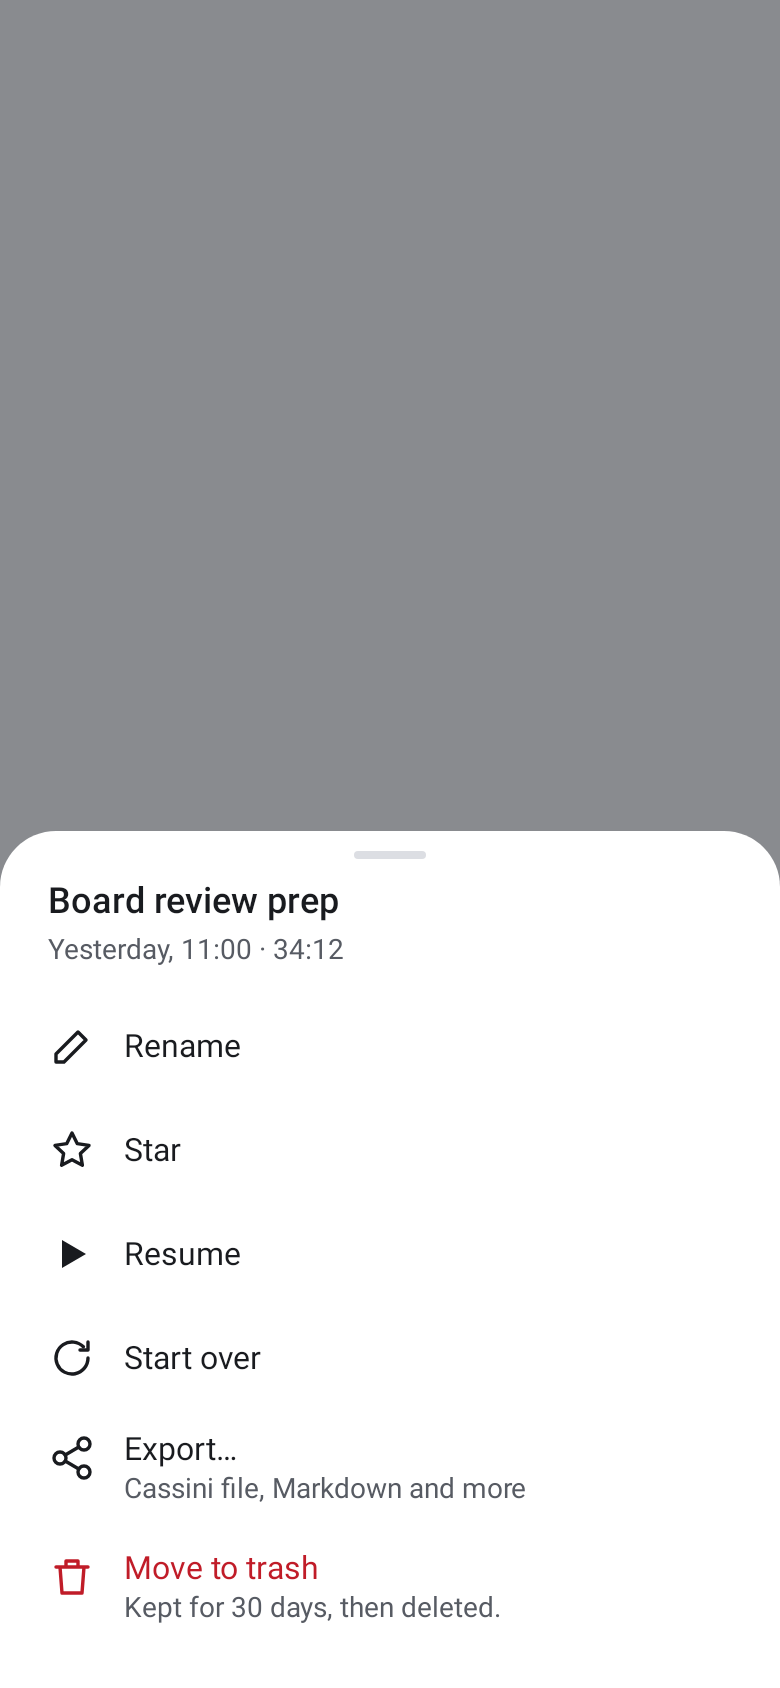 Board review prep
Yesterday, 11:00 · 34:12
Rename
Star
Resume
Start over
Export…
Cassini file, Markdown and more
Move to trash
Kept for 30 days, then deleted.